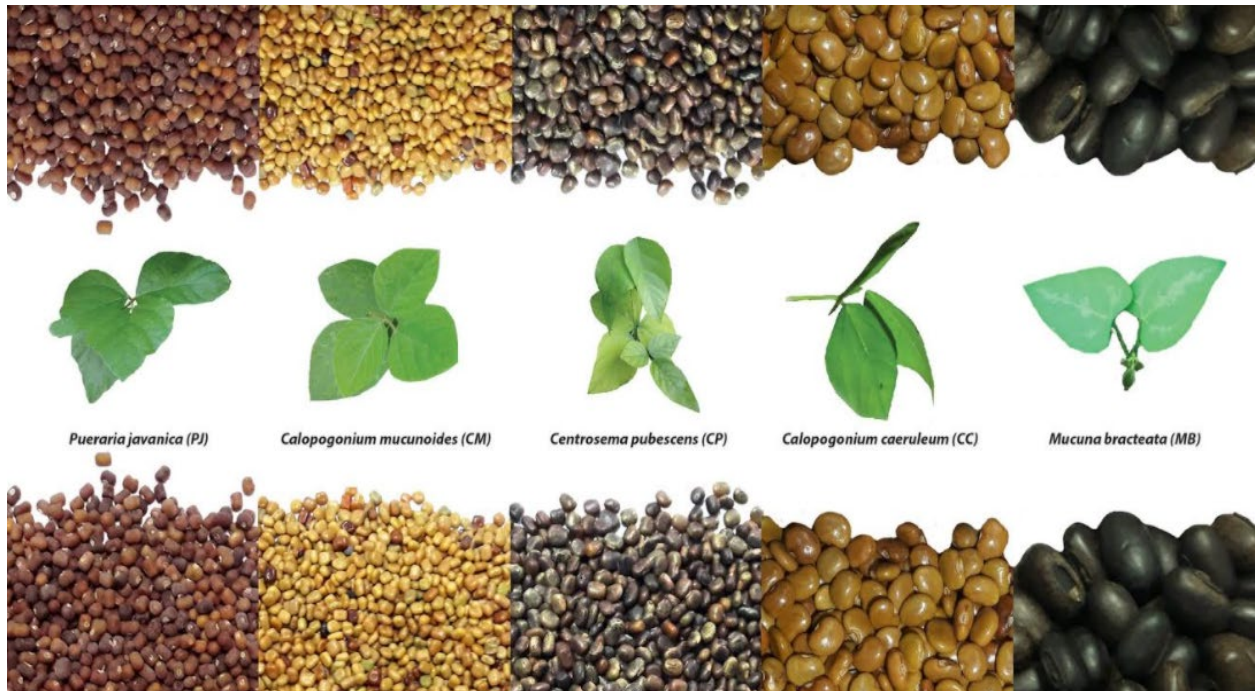 Pueraria javanica (PJ)
Calopogonium mucunoides (CM)
Centrosema pubescens (CP)
Calopogonium caeruleum (CC)
Mucuna bracteata (MB)